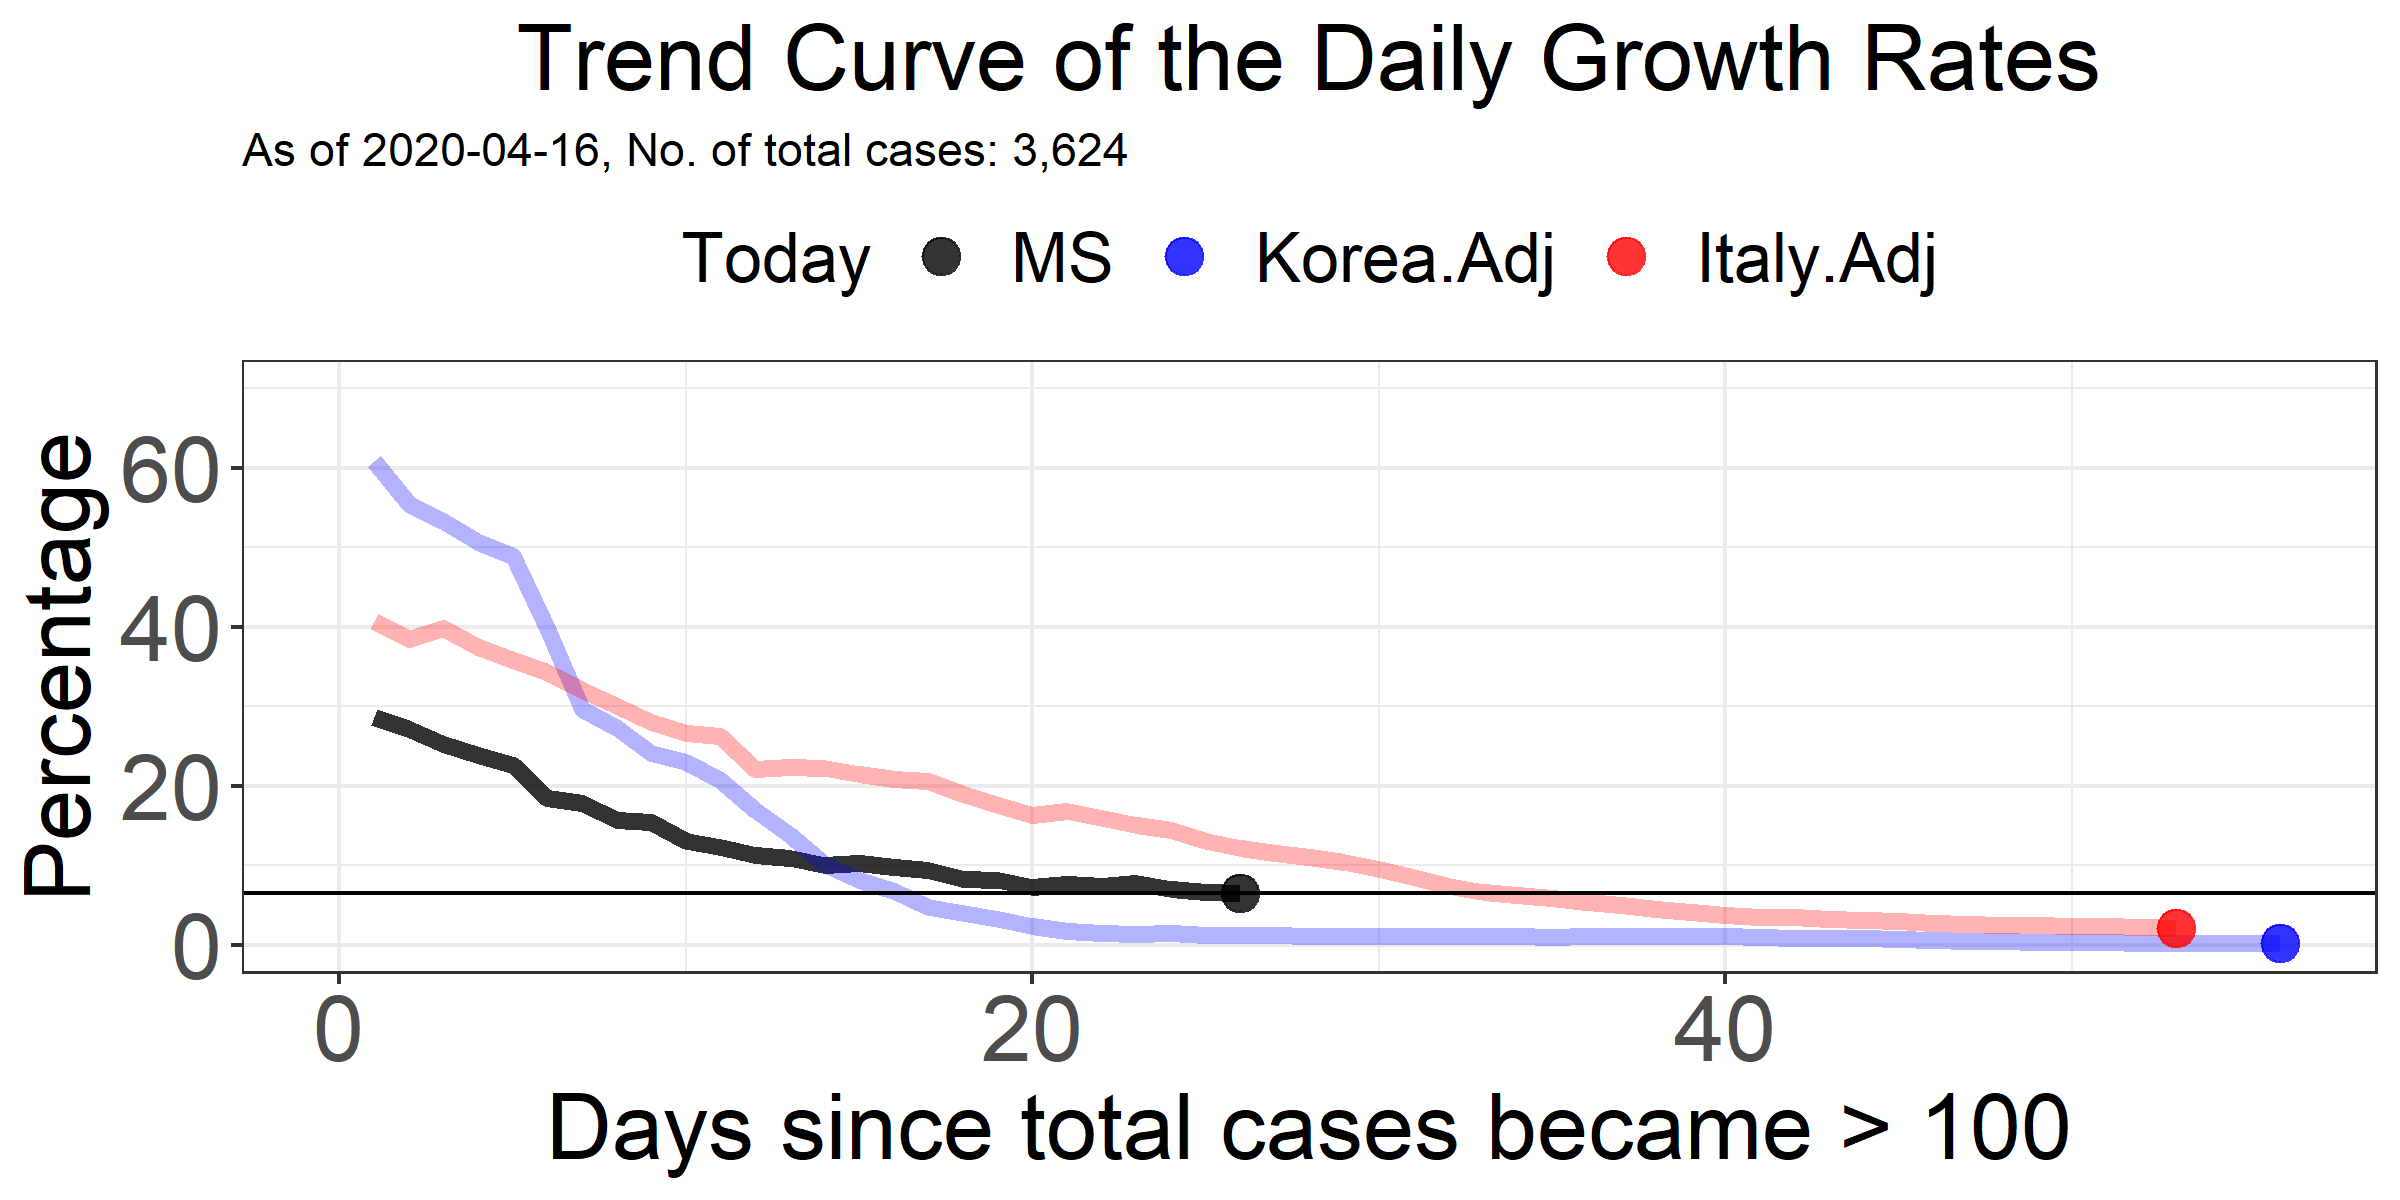 Trend Curve of the Daily Growth Rates
As of 2020-04-16, No. of total cases: 3,624
Today MS Korea.Adj Italy.Adj
Percentage
60
40
20
0
0 20 40
Days since total cases became > 100